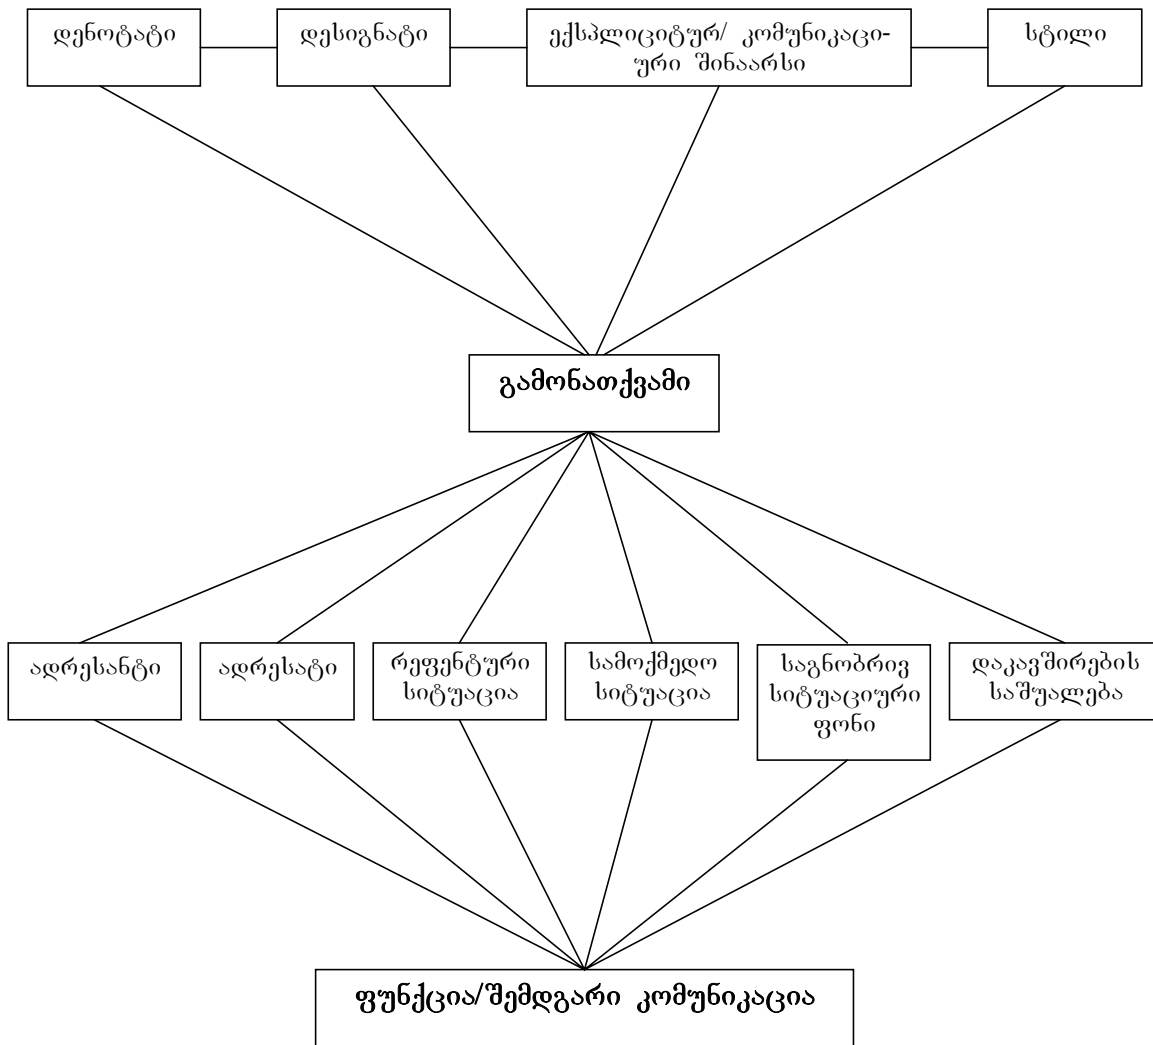 დენოტატი
დესიგნატი
ექსპლიციტურ/ კომუნიკაცი-
ური შინაარსი
სტილი
გამონათქვამი
ადრესანტი
ადრესატი
რეფენტური
სიტუაცია
სამოქმედო
სიტუაცია
საგნობრივ
სიტუაციური
ფონი
დაკავშირების
საშუალება
ფუნქცია/შემდგარი კომუნიკაცია